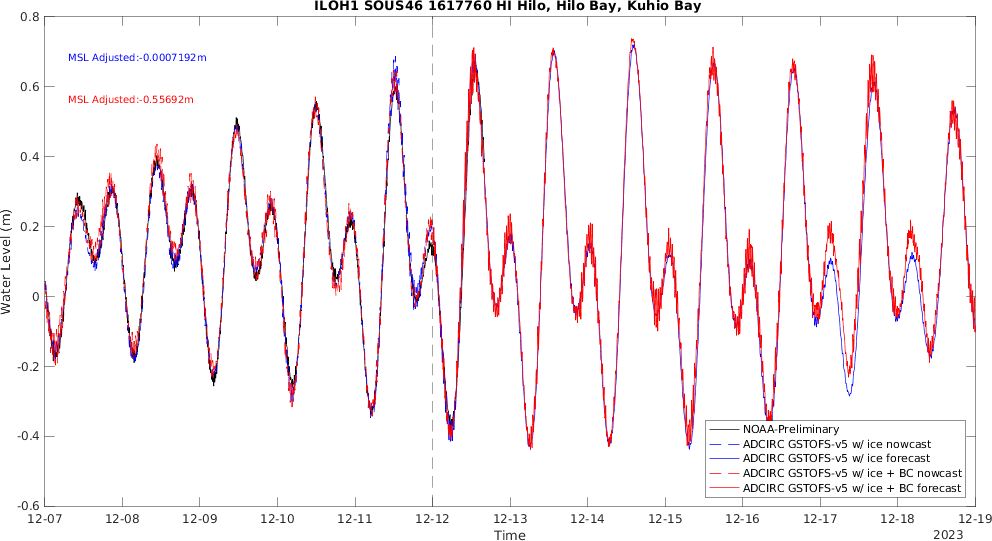 ILOH1 SOUS46 1617760 HI Hilo, Hilo Bay, Kuhio Bay
0.8
MSL Adjusted:-0.0007192m
0.6
MSL Adjusted:-0.55692m
0.4
0.2
Water Level (m)
0
-0.2
-0.4
NOAA-Preliminary
ADCIRC GSTOFS-v5 w/ ice nowcast
ADCIRC GSTOFS-v5 w/ ice forecast
ADCIRC GSTOFS-v5 w/ ice + BC nowcast
ADCIRC GSTOFS-v5 w/ ice + BC forecast
-0.6
12-07 12-08 12-09 12-10 12-11 12-12 12-13 12-14 12-15 12-16 12-17 12-18 12-19
Time
2023